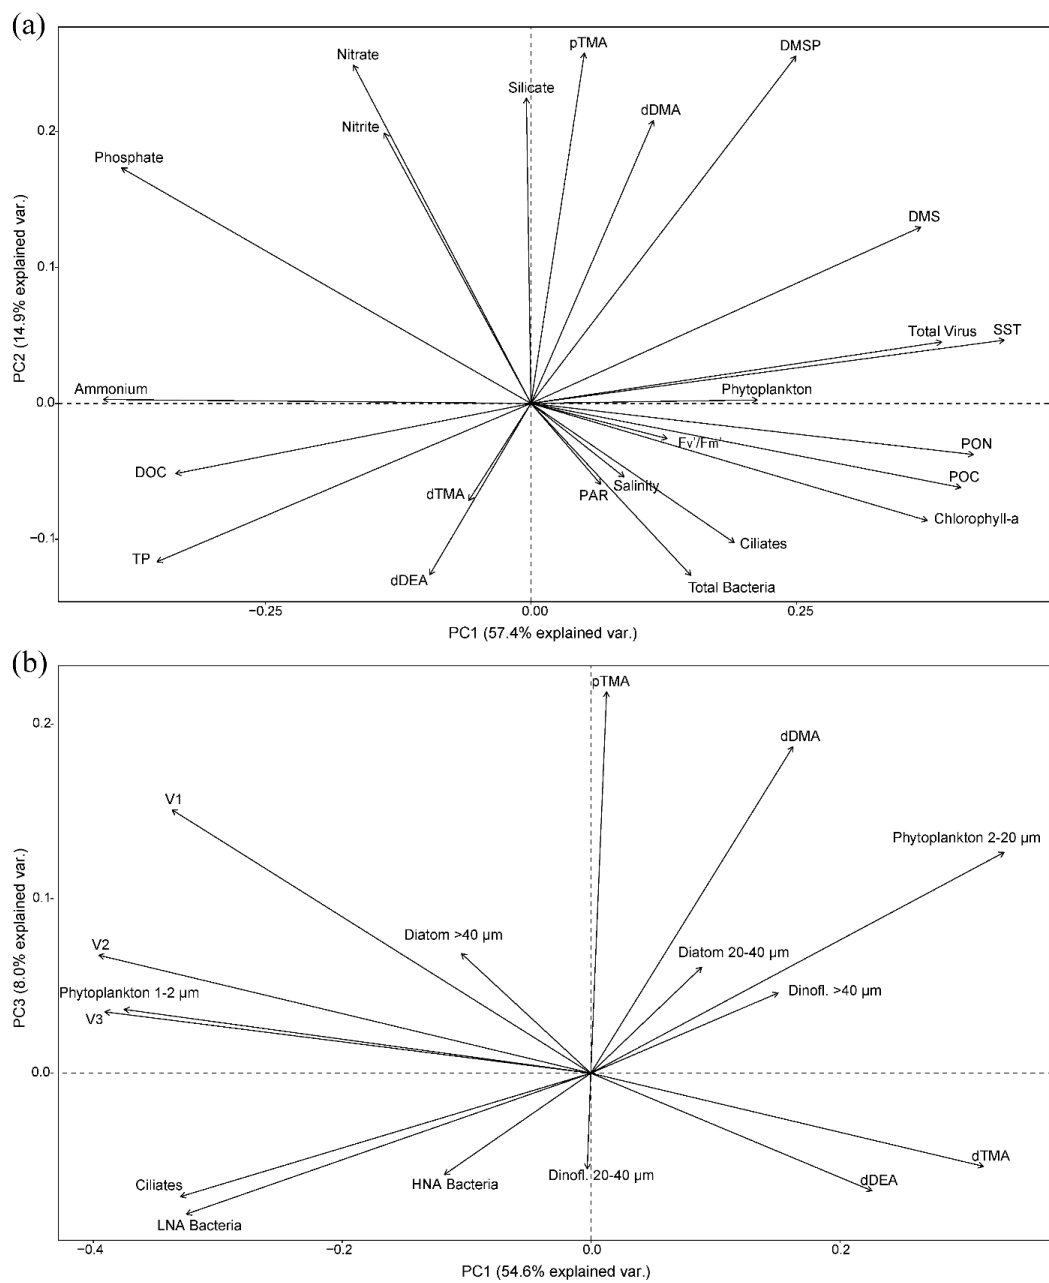 (a)
pTMA
DMSP
Nitrate
Silicate
dDMA
Nitrite
Phosphate
DMS
Total Virus
SST
Ammonium
Phytoplankton
Fv'/Fm'
PON
DOC
POC
Salinity
dTMA
PAR
Chlorophyll-a
Ciliates
TP
dDEA
Total Bacteria
0.2
0.1
0.0
−0.1
PC2 (14.9% explained var.)
−0.25
0.00
0.25
PC1 (57.4% explained var.)
(b)
pTMA
dDMA
V1
Phytoplankton 2-20 µm
Diatom >40 µm
V2
Diatom 20-40 µm
Phytoplankton 1-2 µm
Dinofl. >40 µm
V3
dTMA
Dinofl. 20-40 µm
dDEA
HNA Bacteria
Ciliates
LNA Bacteria
0.2
0.1
0.0
PC3 (8.0% explained var.)
−0.4
−0.2
0.0
0.2
PC1 (54.6% explained var.)